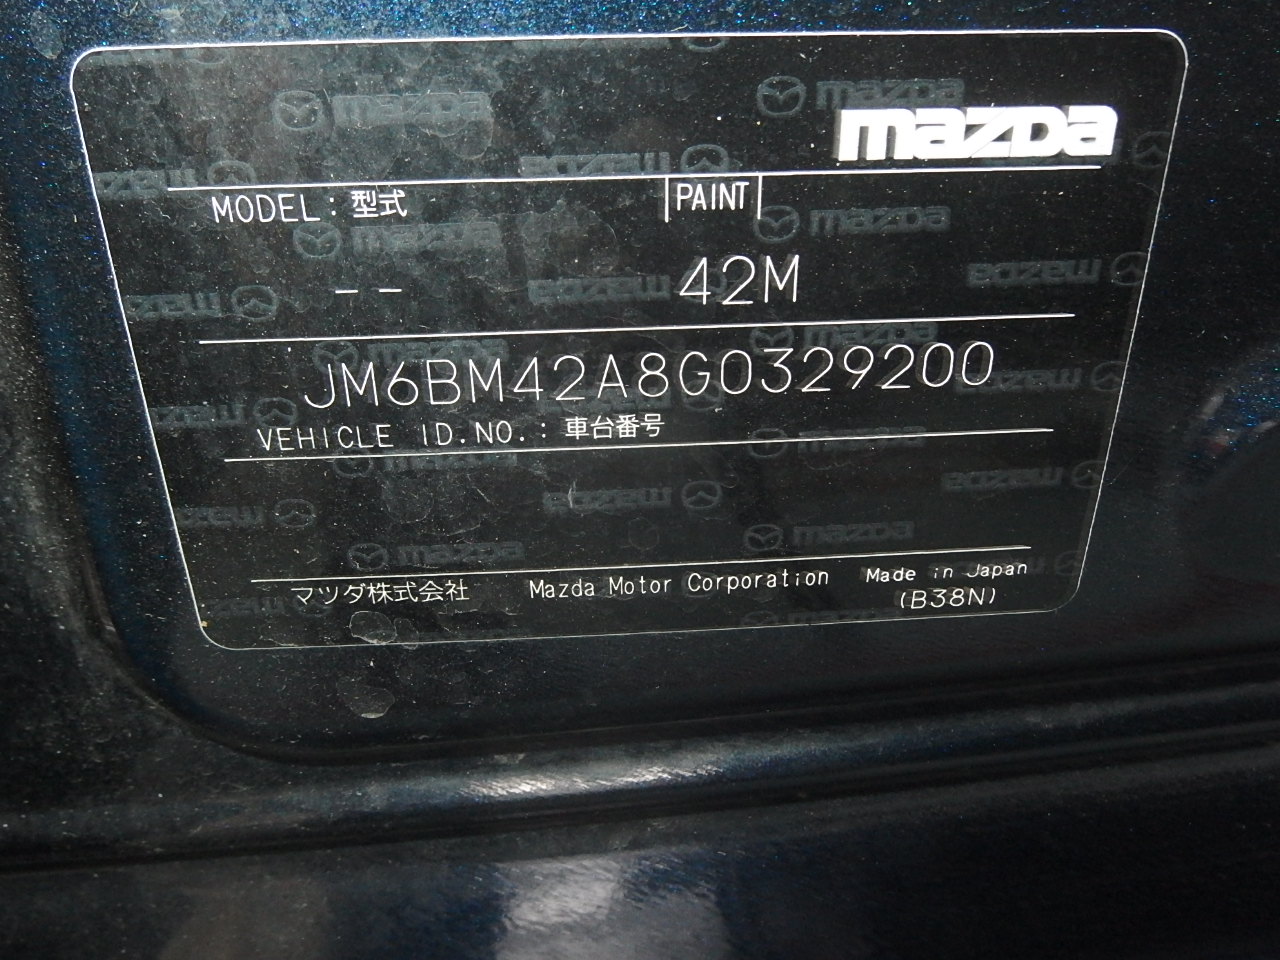 mazda
MODEL: 型式
PAINT
-- 42M
JM6BM42A8G0329200
VEHICLE ID.NO.: 車台番号
マツダ株式会社 Mazda Motor Corporation Made in Japan
(B38N)